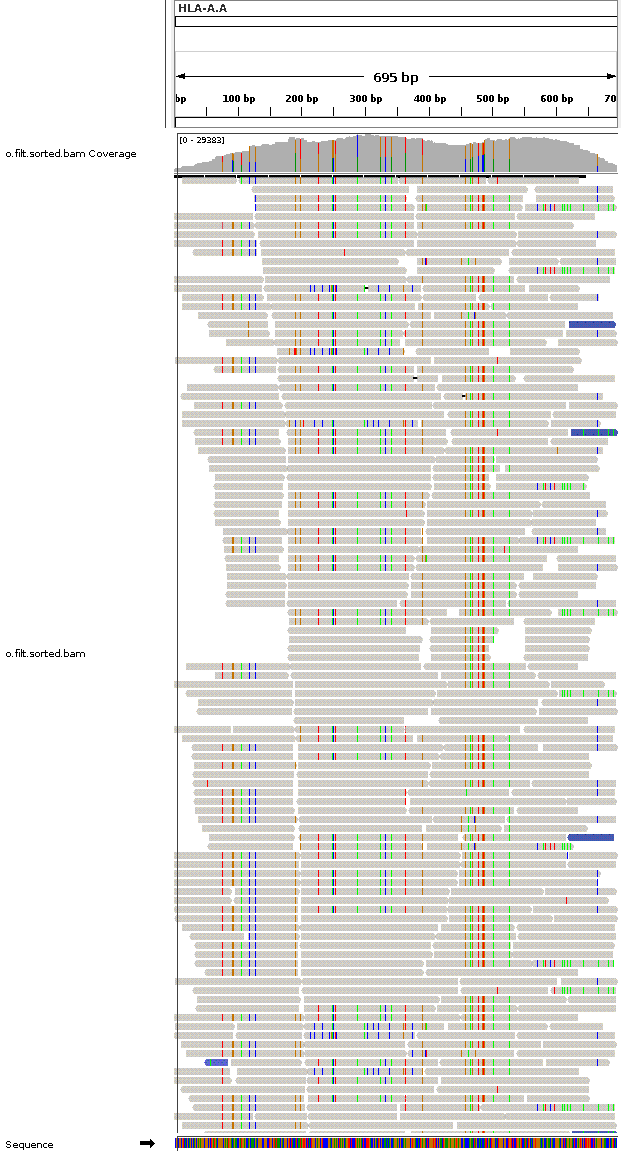 HLA-A.A
695 bp
bp 100 bp 200 bp 300 bp 400 bp 500 bp 600 bp 70
[0 - 29383]
o.filt.sorted.bam Coverage
o.filt.sorted.bam
Sequence